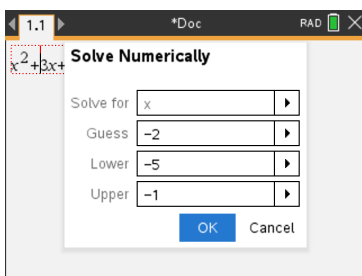 1.1 *Doc RAD
x²+3x+
Solve Numerically
Solve for x
Guess −2
Lower −5
Upper −1
OK Cancel